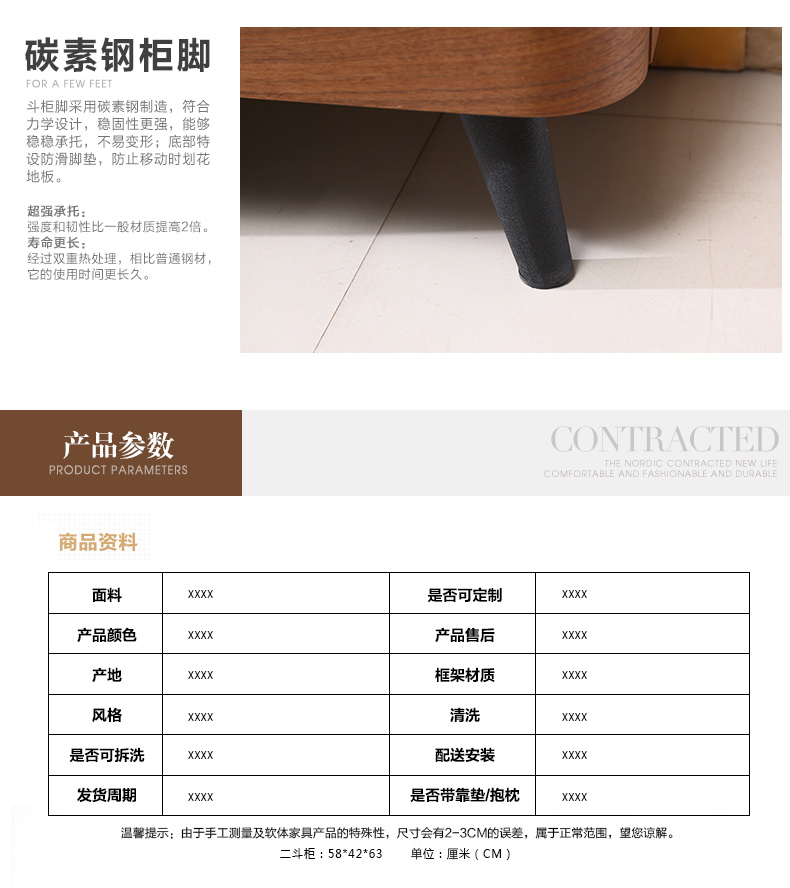 碳素钢柜脚
FOR A FEW FEET
斗柜脚采用碳素钢制造，符合
力学设计，稳固性更强，能够
稳稳承托，不易变形；底部特
设防滑脚垫，防止移动时划花
地板。
超强承托：
强度和韧性比一般材质提高2倍。
寿命更长：
经过双重热处理，相比普通钢材，
它的使用时间更长久。
产品参数
PRODUCT PARAMETERS
CONTRACTED
THE NORDIC CONTRACTED NEW LIFE
COMFORTABLE AND FASHIONABLE AND DURABLE
商品资料
面料 xxxx 是否可定制 xxxx
产品颜色 xxxx 产品售后 xxxx
产地 xxxx 框架材质 xxxx
风格 xxxx 清洗 xxxx
是否可拆洗 xxxx 配送安装 xxxx
发货周期 xxxx 是否带靠垫/抱枕 xxxx
温馨提示：由于手工测量及软体家具产品的特殊性，尺寸会有2-3CM的误差，属于正常范围，望您谅解。
二斗柜：58*42*63 单位：厘米（CM）